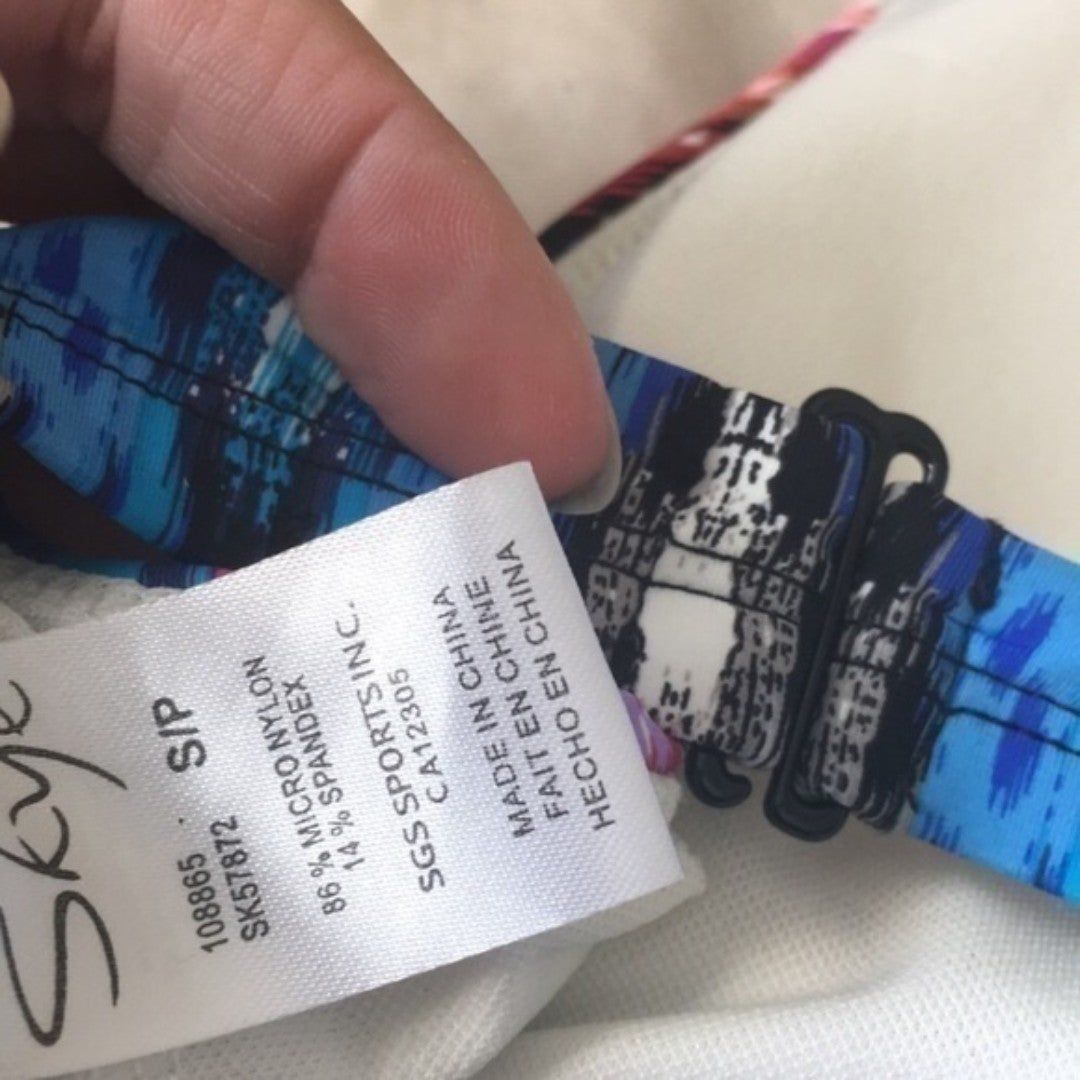 Skye
S/P
108865
SK57872
86% MICRO NYLON
14% SPANDEX
SGS SPORTS INC.
CA12305
MADE IN CHINA
FAIT EN CHINE
HECHO EN CHINA